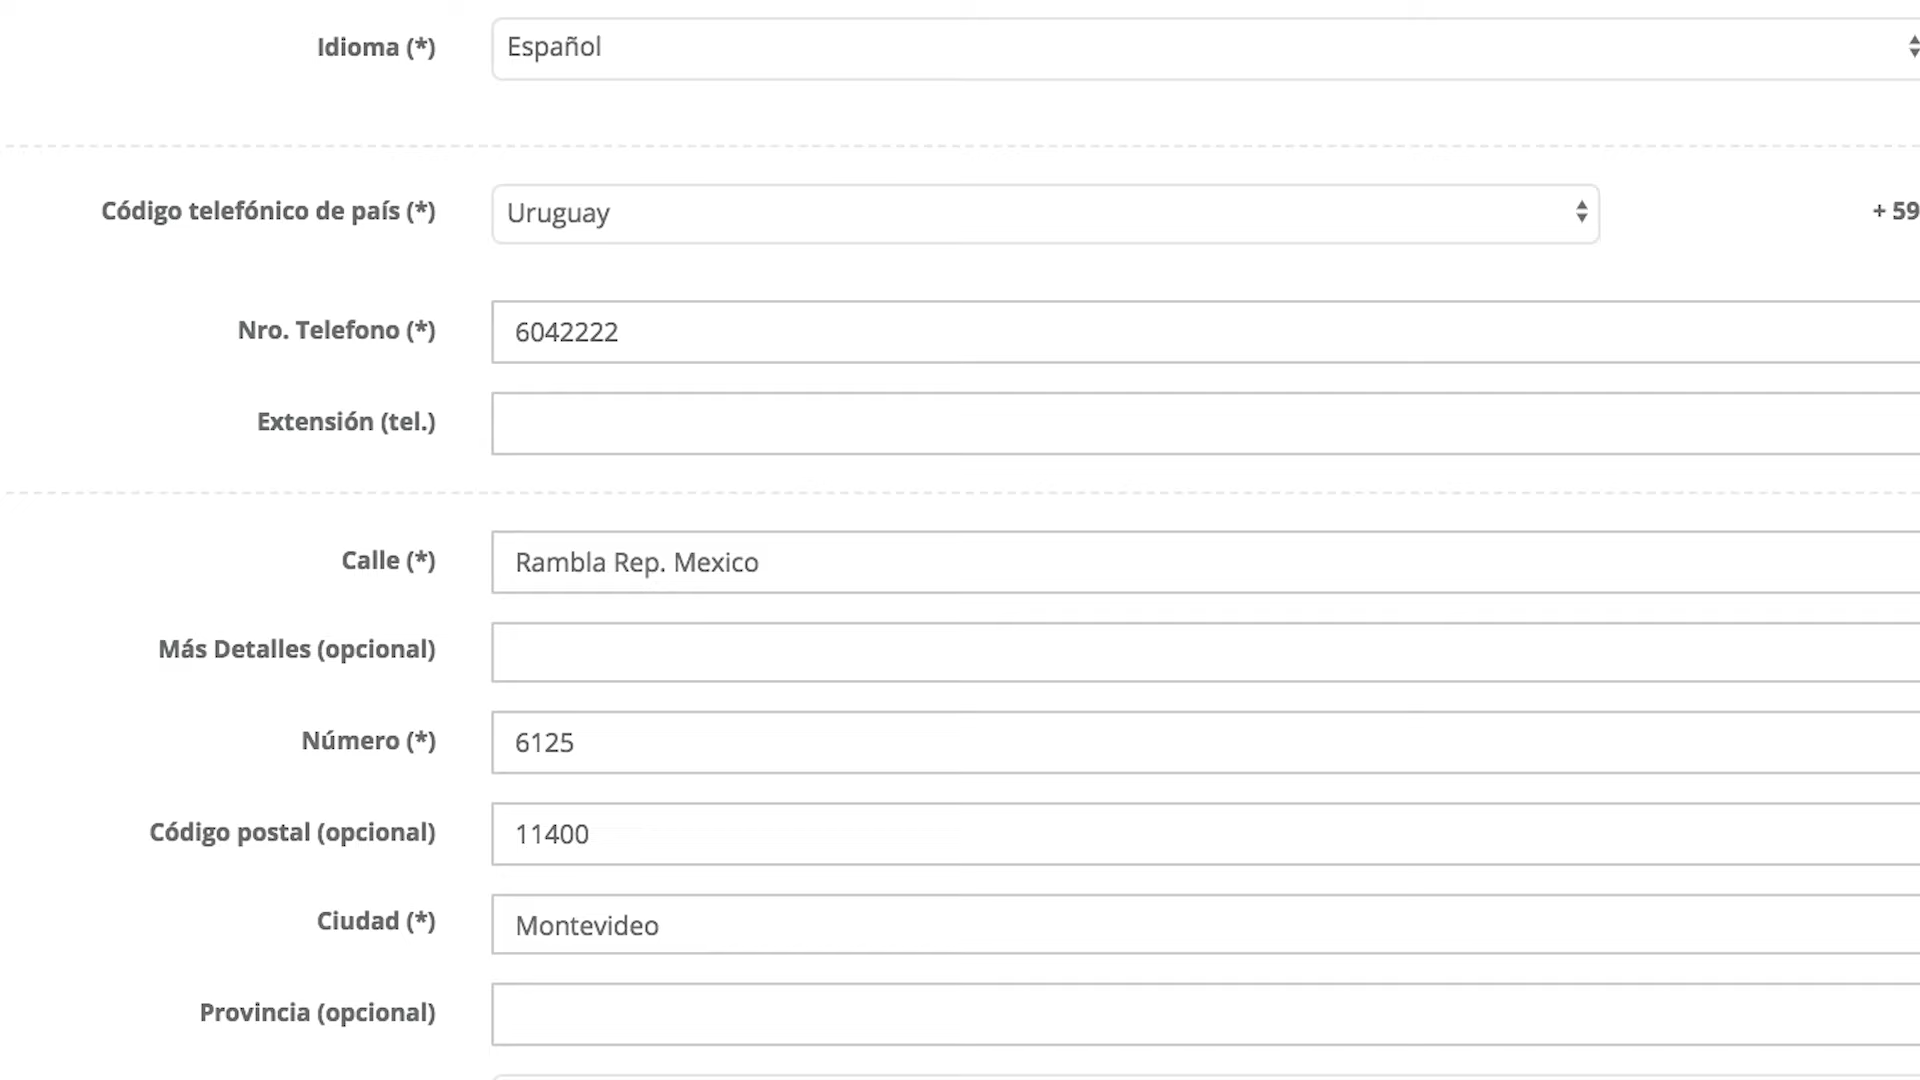 Idioma (*) Español
Código telefónico de país (*) Uruguay + 59
Nro. Telefono (*) 6042222
Extensión (tel.)
Calle (*) Rambla Rep. Mexico
Más Detalles (opcional)
Número (*) 6125
Código postal (opcional) 11400
Ciudad (*) Montevideo
Provincia (opcional)